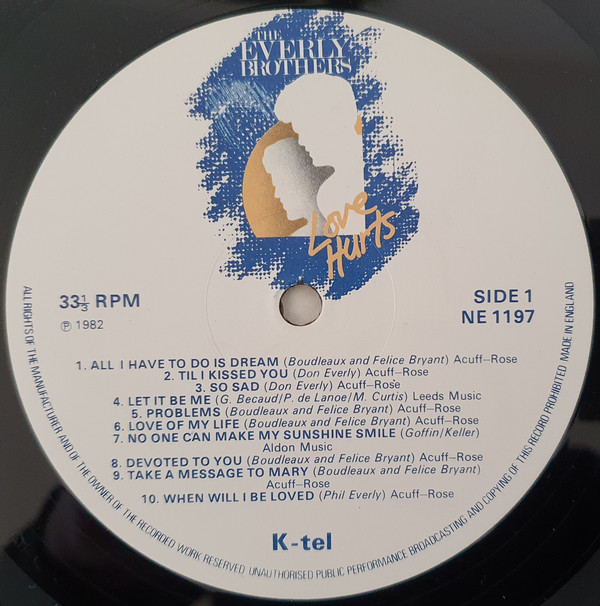 THE
EVERLY
BROTHERS
Love
Hurts
33⅓ RPM
℗ 1982
SIDE 1
NE 1197
1. ALL I HAVE TO DO IS DREAM (Boudleaux and Felice Bryant) Acuff–Rose
2. TIL I KISSED YOU (Don Everly) Acuff–Rose
3. SO SAD (Don Everly) Acuff–Rose
4. LET IT BE ME (G. Becaud/P. de Lanoe/M. Curtis) Leeds Music
5. PROBLEMS (Boudleaux and Felice Bryant) Acuff–Rose
6. LOVE OF MY LIFE (Boudleaux and Felice Bryant) Acuff–Rose
7. NO ONE CAN MAKE MY SUNSHINE SMILE (Goffin/Keller)
Aldon Music
8. DEVOTED TO YOU (Boudleaux and Felice Bryant) Acuff–Rose
9. TAKE A MESSAGE TO MARY (Boudleaux and Felice Bryant)
Acuff–Rose
10. WHEN WILL I BE LOVED (Phil Everly) Acuff–Rose
K-tel
ALL RIGHTS OF THE MANUFACTURER AND OF THE OWNER OF THE RECORDED WORK RESERVED. UNAUTHORISED PUBLIC PERFORMANCE BROADCASTING AND COPYING OF THIS RECORD PROHIBITED MADE IN ENGLAND